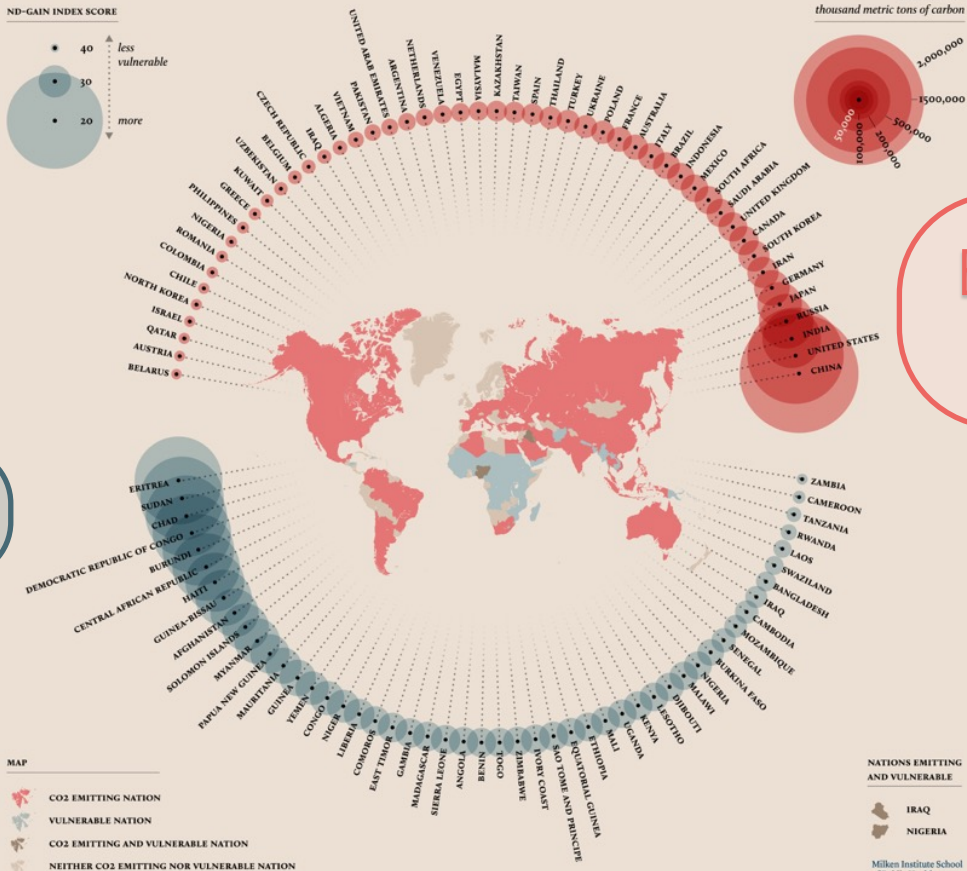 ND-GAIN INDEX SCORE
40
less
vulnerable
30
20
more
thousand metric tons of carbon
2,000,000
1500,000
500,000
200,000
100,000
50,000
BELARUS
AUSTRIA
QATAR
ISRAEL
NORTH KOREA
CHILE
COLOMBIA
ROMANIA
NIGERIA
PHILIPPINES
GREECE
KUWAIT
UZBEKISTAN
BELGIUM
CZECH REPUBLIC
IRAQ
ALGERIA
VIETNAM
PAKISTAN
UNITED ARAB EMIRATES
ARGENTINA
NETHERLANDS
VENEZUELA
EGYPT
MALAYSIA
KAZAKHSTAN
TAIWAN
SPAIN
THAILAND
TURKEY
UKRAINE
POLAND
FRANCE
AUSTRALIA
ITALY
BRAZIL
INDONESIA
MEXICO
SOUTH AFRICA
SAUDI ARABIA
UNITED KINGDOM
CANADA
SOUTH KOREA
IRAN
GERMANY
JAPAN
RUSSIA
INDIA
UNITED STATES
CHINA
ERITREA
SUDAN
CHAD
DEMOCRATIC REPUBLIC OF CONGO
BURUNDI
CENTRAL AFRICAN REPUBLIC
HAITI
GUINEA-BISSAU
AFGHANISTAN
SOLOMON ISLANDS
MYANMAR
PAPUA NEW GUINEA
MAURITANIA
GUINEA
YEMEN
CONGO
NIGER
LIBERIA
COMOROS
EAST TIMOR
GAMBIA
MADAGASCAR
SIERRA LEONE
ANGOLA
BENIN
TOGO
ZIMBABWE
IVORY COAST
SAO TOME AND PRINCIPE
EQUATORIAL GUINEA
ETHIOPIA
MALI
UGANDA
KENYA
LESOTHO
DJIBOUTI
MALAWI
NIGERIA
BURKINA FASO
SENEGAL
MOZAMBIQUE
CAMBODIA
IRAQ
BANGLADESH
SWAZILAND
LAOS
RWANDA
TANZANIA
CAMEROON
ZAMBIA
MAP
CO2 EMITTING NATION
VULNERABLE NATION
CO2 EMITTING AND VULNERABLE NATION
NEITHER CO2 EMITTING NOR VULNERABLE NATION
NATIONS EMITTING
AND VULNERABLE
IRAQ
NIGERIA
Milken Institute School